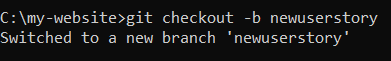 C:\my-website>git checkout -b newuserstory
Switched to a new branch 'newuserstory'